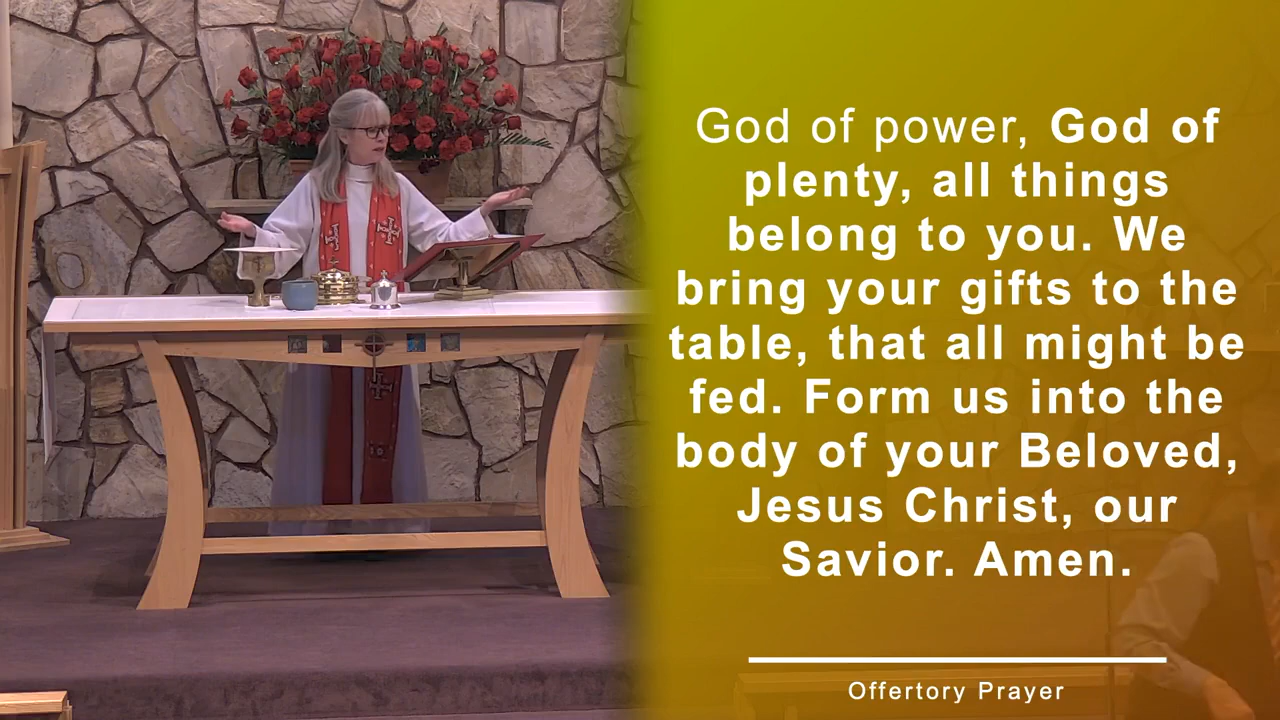 God of power, God of
plenty, all things
belong to you. We
bring your gifts to the
table, that all might be
fed. Form us into the
body of your Beloved,
Jesus Christ, our
Savior. Amen.
Offertory Prayer